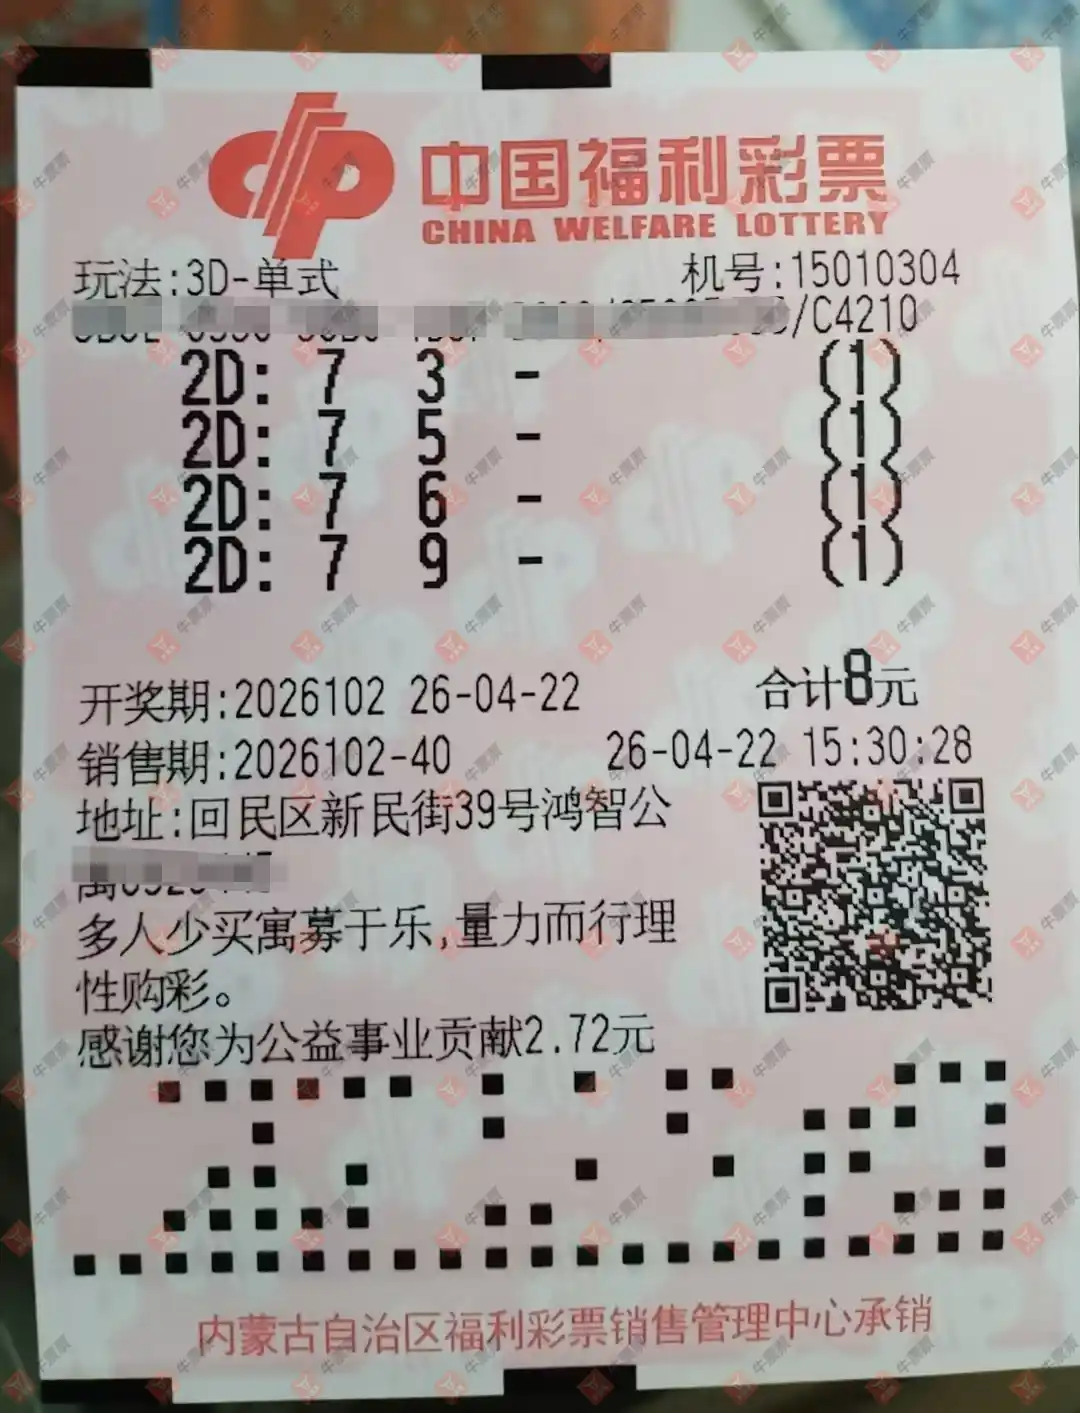 中国福利彩票
CHINA WELFARE LOTTERY
玩法:3D-单式 机号:15010304
/C4210
2D: 7 3 - (1)
2D: 7 5 - (1)
2D: 7 6 - (1)
2D: 7 9 - (1)
开奖期:2026102 26-04-22 合计8元
销售期:2026102-40 26-04-22 15:30:28
地址:回民区新民街39号鸿智公
多人少买寓募于乐,量力而行理
性购彩。
感谢您为公益事业贡献2.72元
内蒙古自治区福利彩票销售管理中心承销
牛票票